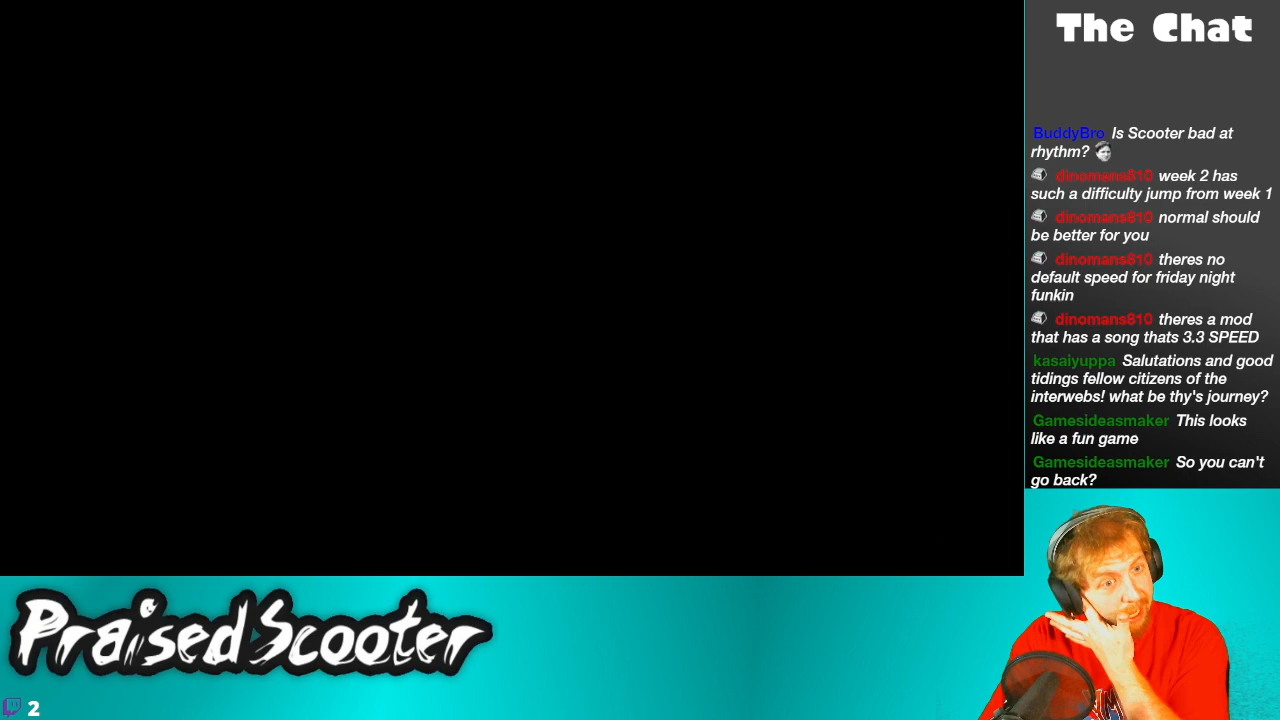 The Chat
BuddyBro Is Scooter bad at
rhythm?
dinomans810 week 2 has
such a difficulty jump from week 1
dinomans810 normal should
be better for you
dinomans810 theres no
default speed for friday night
funkin
dinomans810 theres a mod
that has a song thats 3.3 SPEED
kasaiyuppa Salutations and good
tidings fellow citizens of the
interwebs! what be thy's journey?
Gamesideasmaker This looks
like a fun game
Gamesideasmaker So you can't
go back?
PraisedScooter
2